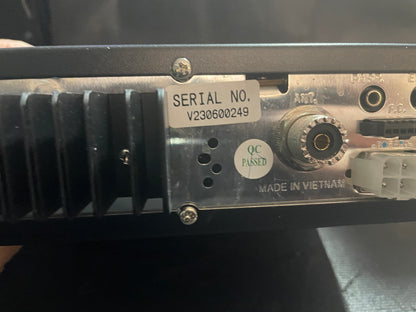 SERIAL NO.
V230600249
ANT.
QC
PASSED
MADE IN VIETNAM